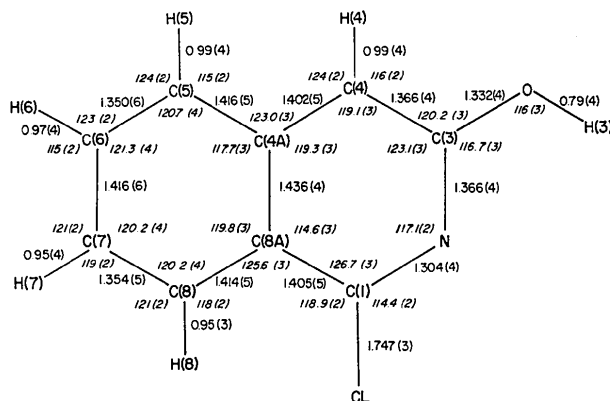 H(5) H(4)
0.99(4) 0.99(4)
124(2) 115(2) 124(2) 116(2)
C(5) C(4) O
H(6) 1.350(6) 1.416(5) 1.402(5) 1.366(4) 1.332(4) 0.79(4)
123 (2) 120.7 (4) 123.0(3) 119.1(3) 120.2 (3) 116(3)
0.97(4) C(6) C(4A) C(3) H(3)
115(2) 121.3 (4) 117.7(3) 119.3 (3) 123.1(3) 116.7(3)
1.416(6) 1.436(4) 1.366(4)
121(2) 120.2 (4) 119.8 (3) 114.6 (3) 117.1(2)
C(7) C(8A) N
0.95(4) 119 (2) 120.2 (4) 125.6 (3) 126.7 (3) 1.304(4)
H(7) 1.354(5) 1.414(5) 1.405(5)
C(8) C(1)
121(2) 118(2) 118.9(2) 114.4(2)
0.95(3)
1.747(3)
H(8)
CL